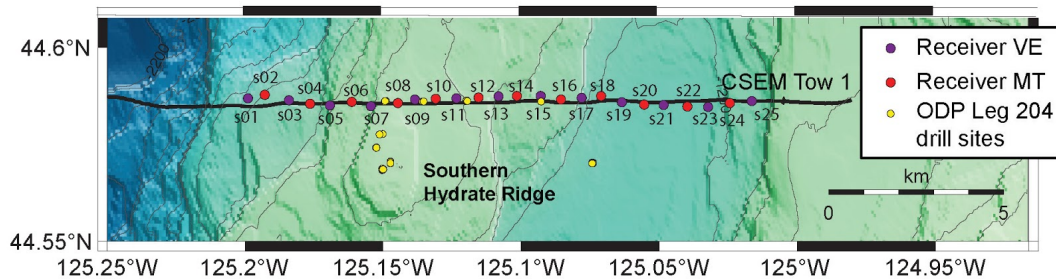 44.6°N
44.55°N
125.25°W 125.2°W 125.15°W 125.1°W 125.05°W 125°W 124.95°W
2200
s02 s04 s06 s08 s10 s12 s14 s16 s18 s20 s22
s01 s03 s05 s07 s09 s11 s13 s15 s17 s19 s21 s23 s24 s25
CSEM Tow 1
Southern
Hydrate Ridge
Receiver VE
Receiver MT
ODP Leg 204
drill sites
km
0 5